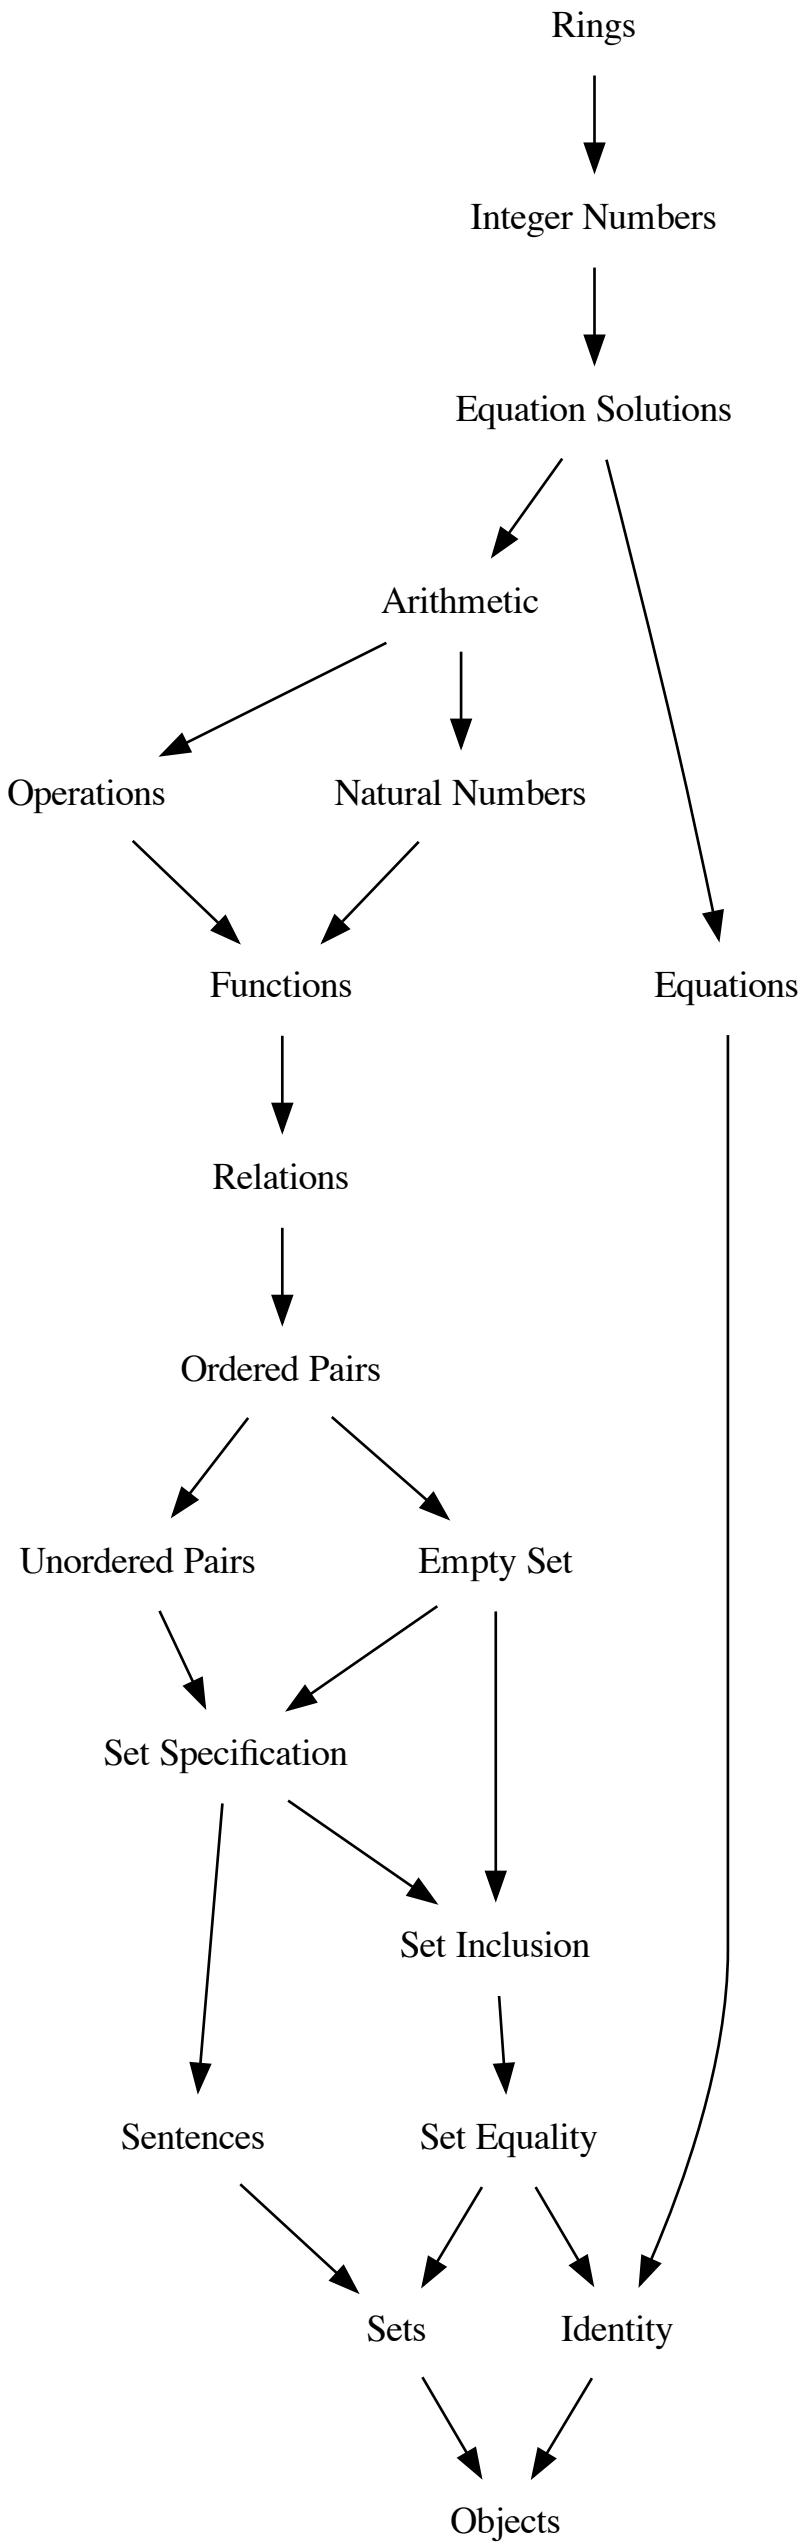 Rings
Integer Numbers
Equation Solutions
Arithmetic
Operations
Natural Numbers
Functions
Equations
Relations
Ordered Pairs
Unordered Pairs
Empty Set
Set Specification
Set Inclusion
Sentences
Set Equality
Sets
Identity
Objects